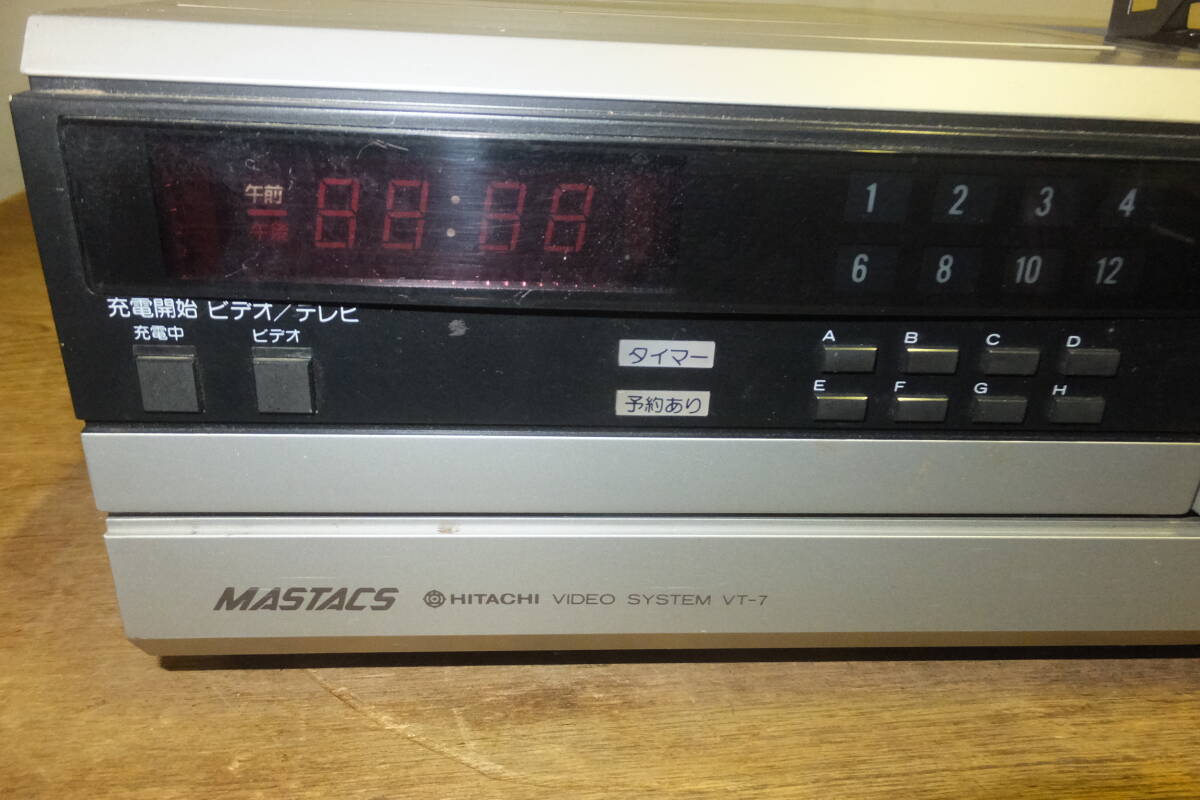 午前
午後
88:88
1 2 3 4
6 8 10 12
充電開始 ビデオ/テレビ
充電中 ビデオ
タイマー
予約あり
A B C D
E F G H
MASTACS HITACHI VIDEO SYSTEM VT-7